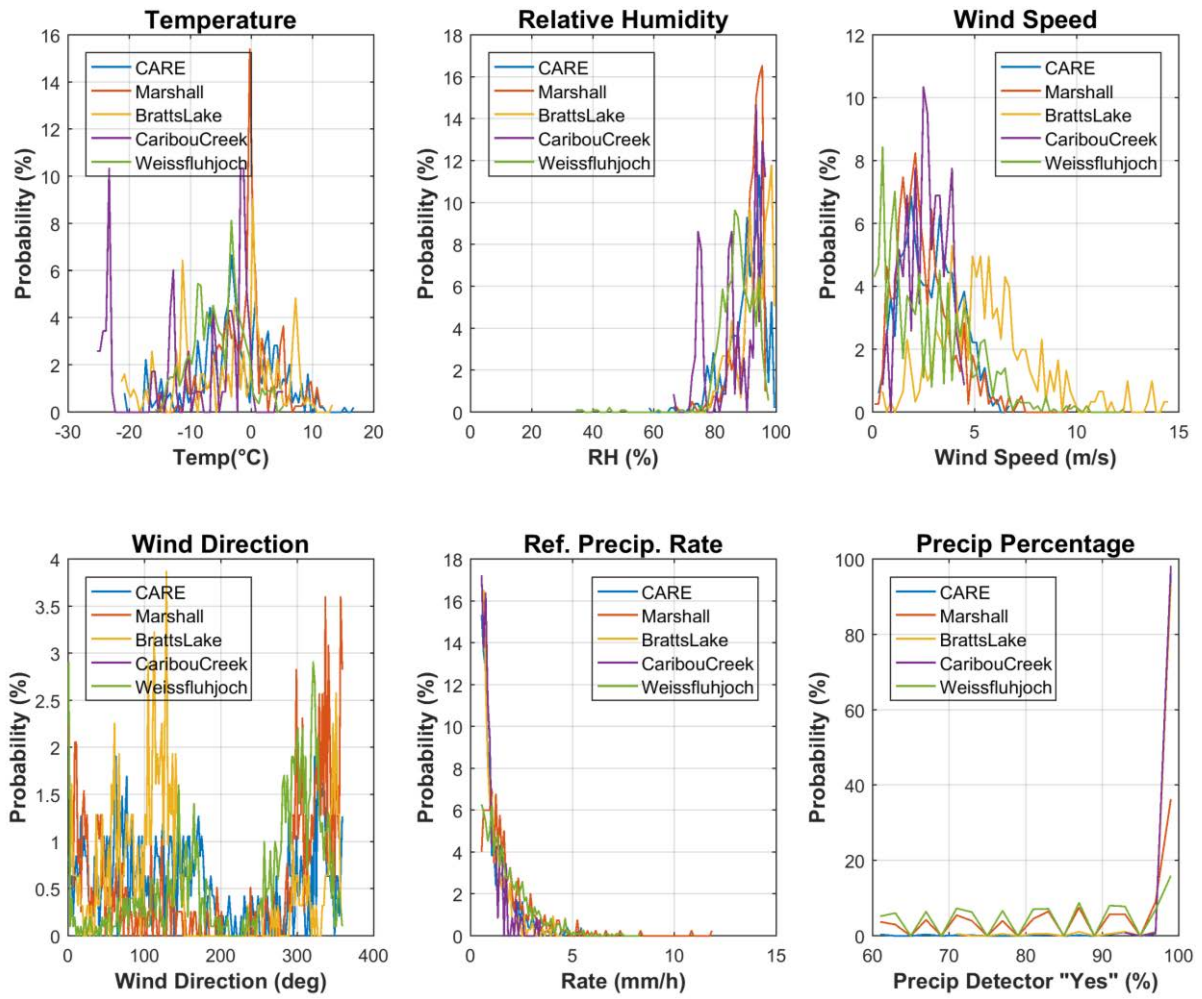 Temperature
Probability (%)
16
14
12
10
8
6
4
2
0
CARE
Marshall
BrattsLake
CaribouCreek
Weissfluhjoch
-30 -20 -10 0 10 20
Temp(°C)
Relative Humidity
Probability (%)
18
16
14
12
10
8
6
4
2
0
CARE
Marshall
BrattsLake
CaribouCreek
Weissfluhjoch
0 20 40 60 80 100
RH (%)
Wind Speed
Probability (%)
12
10
8
6
4
2
0
CARE
Marshall
BrattsLake
CaribouCreek
Weissfluhjoch
0 5 10 15
Wind Speed (m/s)
Wind Direction
Probability (%)
4
3.5
3
2.5
2
1.5
1
0.5
0
CARE
Marshall
BrattsLake
CaribouCreek
Weissfluhjoch
0 100 200 300 400
Wind Direction (deg)
Ref. Precip. Rate
Probability (%)
18
16
14
12
10
8
6
4
2
0
CARE
Marshall
BrattsLake
CaribouCreek
Weissfluhjoch
0 5 10 15
Rate (mm/h)
Precip Percentage
Probability (%)
100
80
60
40
20
0
CARE
Marshall
BrattsLake
CaribouCreek
Weissfluhjoch
60 70 80 90 100
Precip Detector "Yes" (%)